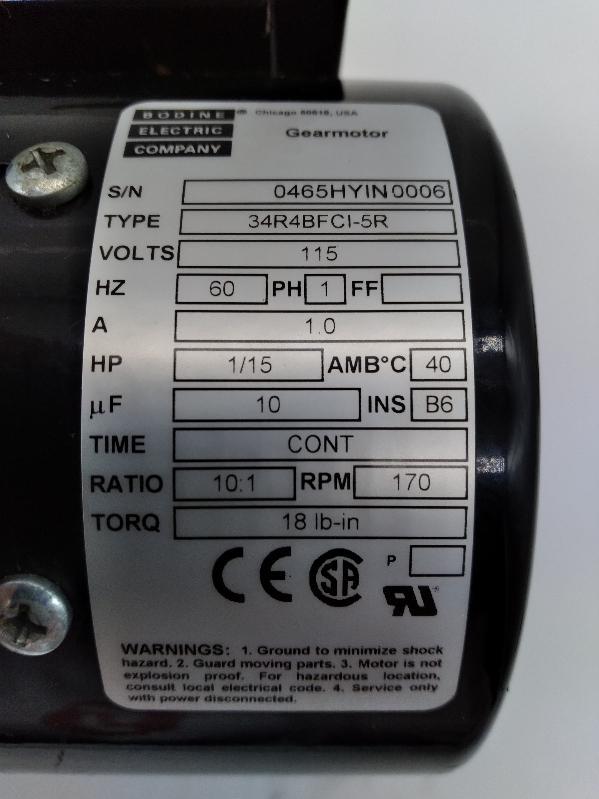 BODINE ® Chicago 60618, USA
ELECTRIC Gearmotor
COMPANY
S/N 0465HYIN0006
TYPE 34R4BFCI-5R
VOLTS 115
HZ 60 PH 1 FF
A 1.0
HP 1/15 AMB°C 40
µF 10 INS B6
TIME CONT
RATIO 10:1 RPM 170
TORQ 18 lb-in
CE SA P
RU
WARNINGS: 1. Ground to minimize shock
hazard. 2. Guard moving parts. 3. Motor is not
explosion proof. For hazardous location,
consult local electrical code. 4. Service only
with power disconnected.